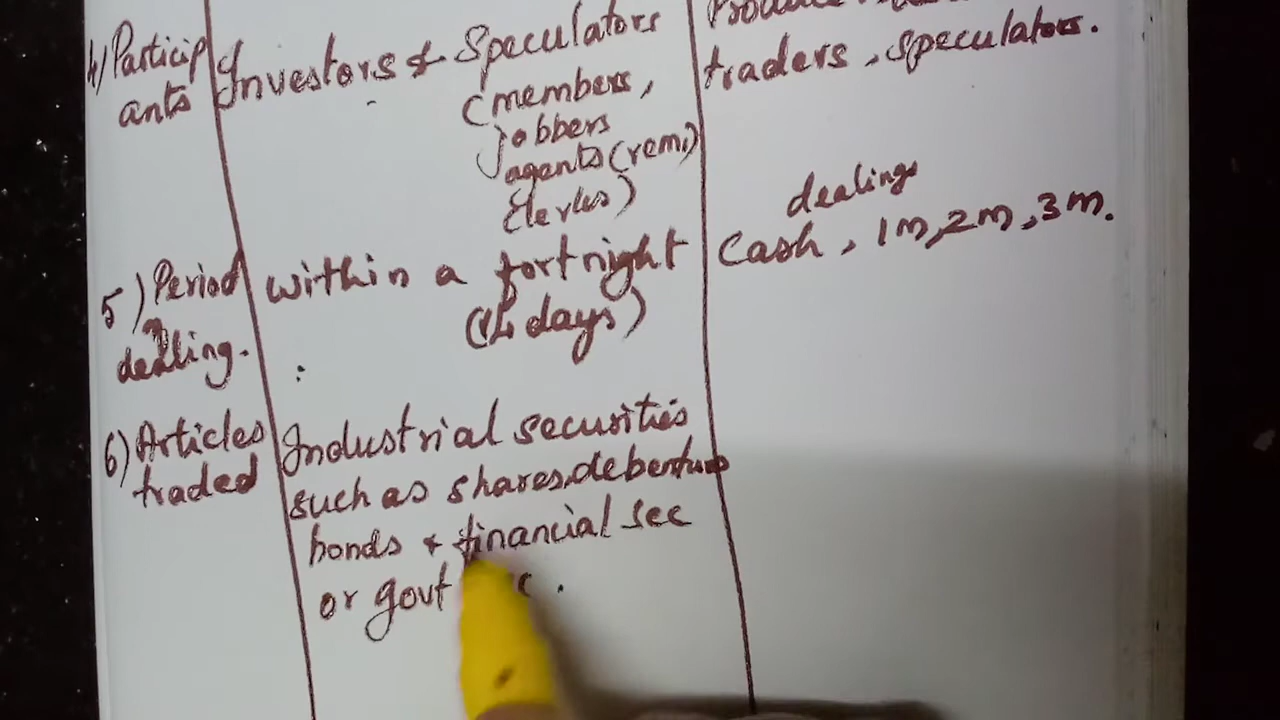 4) Particip
ants
Investors & Speculators
(members,
jobbers
agents (remi)
clerks)
traders, speculators.
5) Period
dealing.
within a fortnight
(14 days)
dealings
Cash, 1m, 2m, 3m.
6) Articles
traded
Industrial securities
such as shares, debentures
bonds & financial sec
or govt